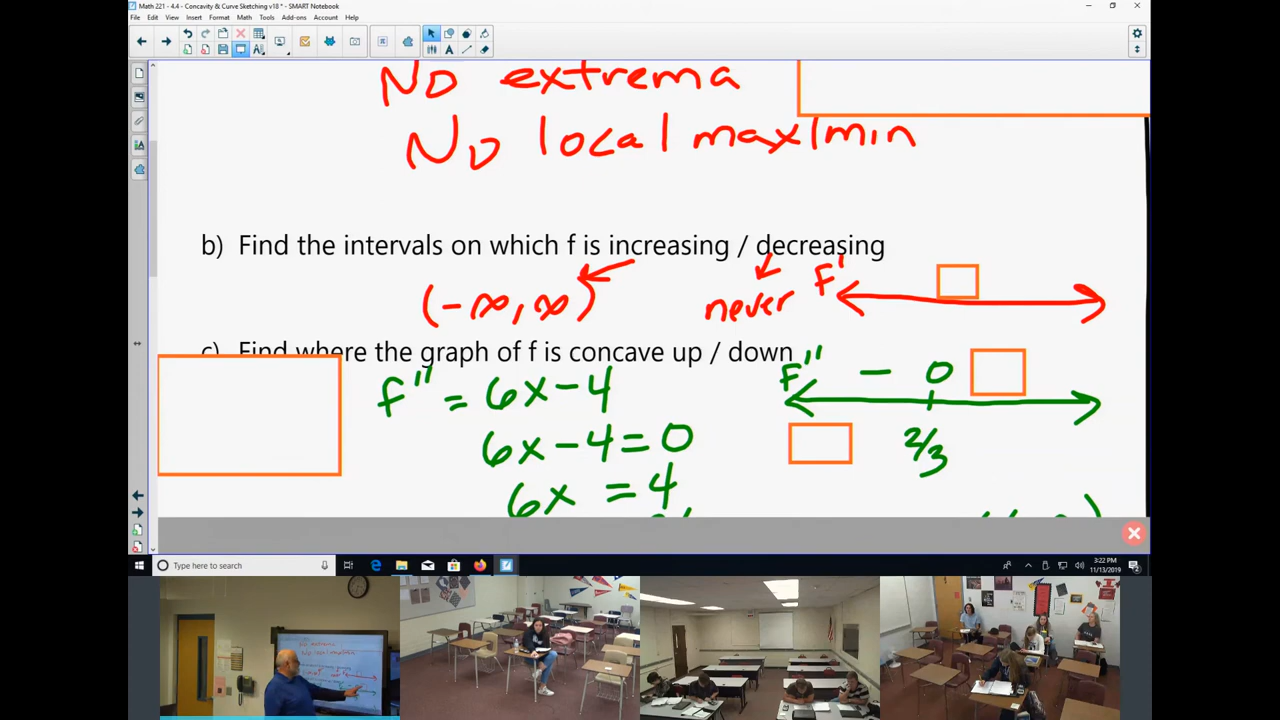 Math 221 - 4.4 - Concavity & Curve Sketching v18 * - SMART Notebook
File Edit View Insert Format Math Tools Add-ons Account Help
No extrema
No local max/min
b) Find the intervals on which f is increasing / decreasing
(-∞, ∞) never f'
c) Find where the graph of f is concave up / down
f'' = 6x - 4 f'' - 0
6x - 4 = 0 2/3
6x = 4
Type here to search
3:22 PM
11/13/2019